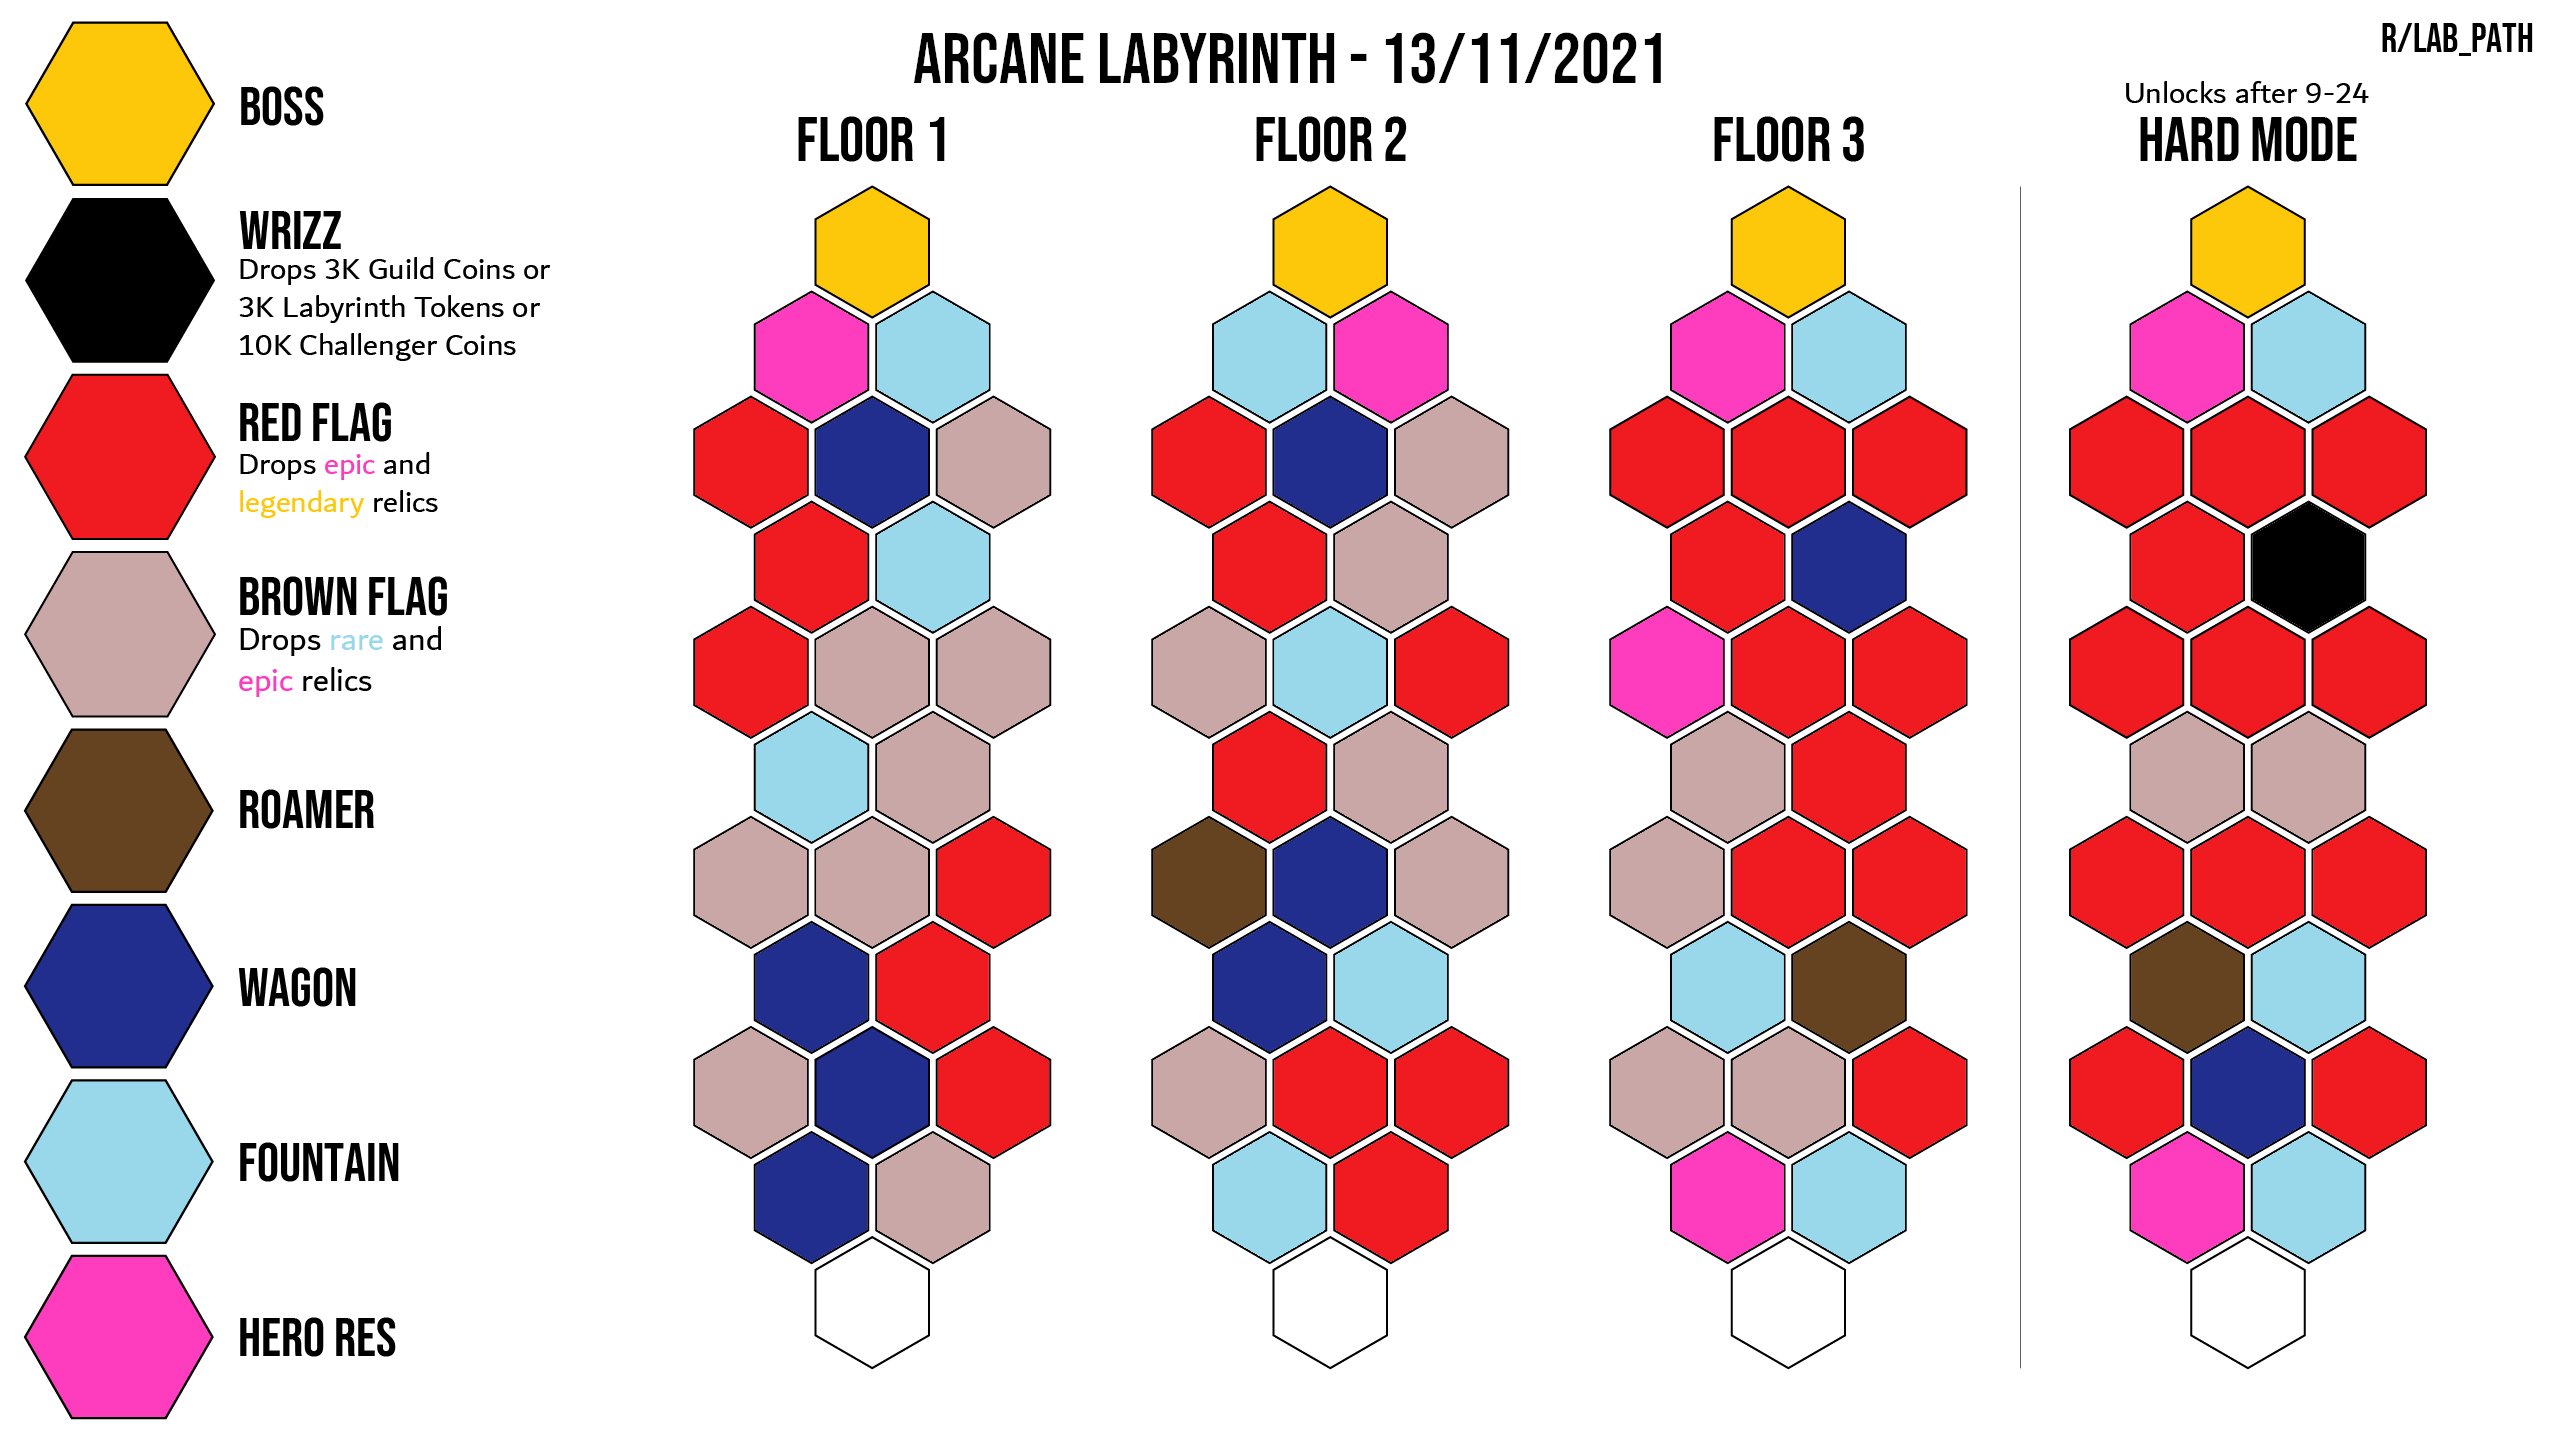 ARCANE LABYRINTH - 13/11/2021
R/LAB_PATH
BOSS
WRIZZ
Drops 3K Guild Coins or
3K Labyrinth Tokens or
10K Challenger Coins
RED FLAG
Drops epic and
legendary relics
BROWN FLAG
Drops rare and
epic relics
ROAMER
WAGON
FOUNTAIN
HERO RES
FLOOR 1
FLOOR 2
FLOOR 3
Unlocks after 9-24
HARD MODE